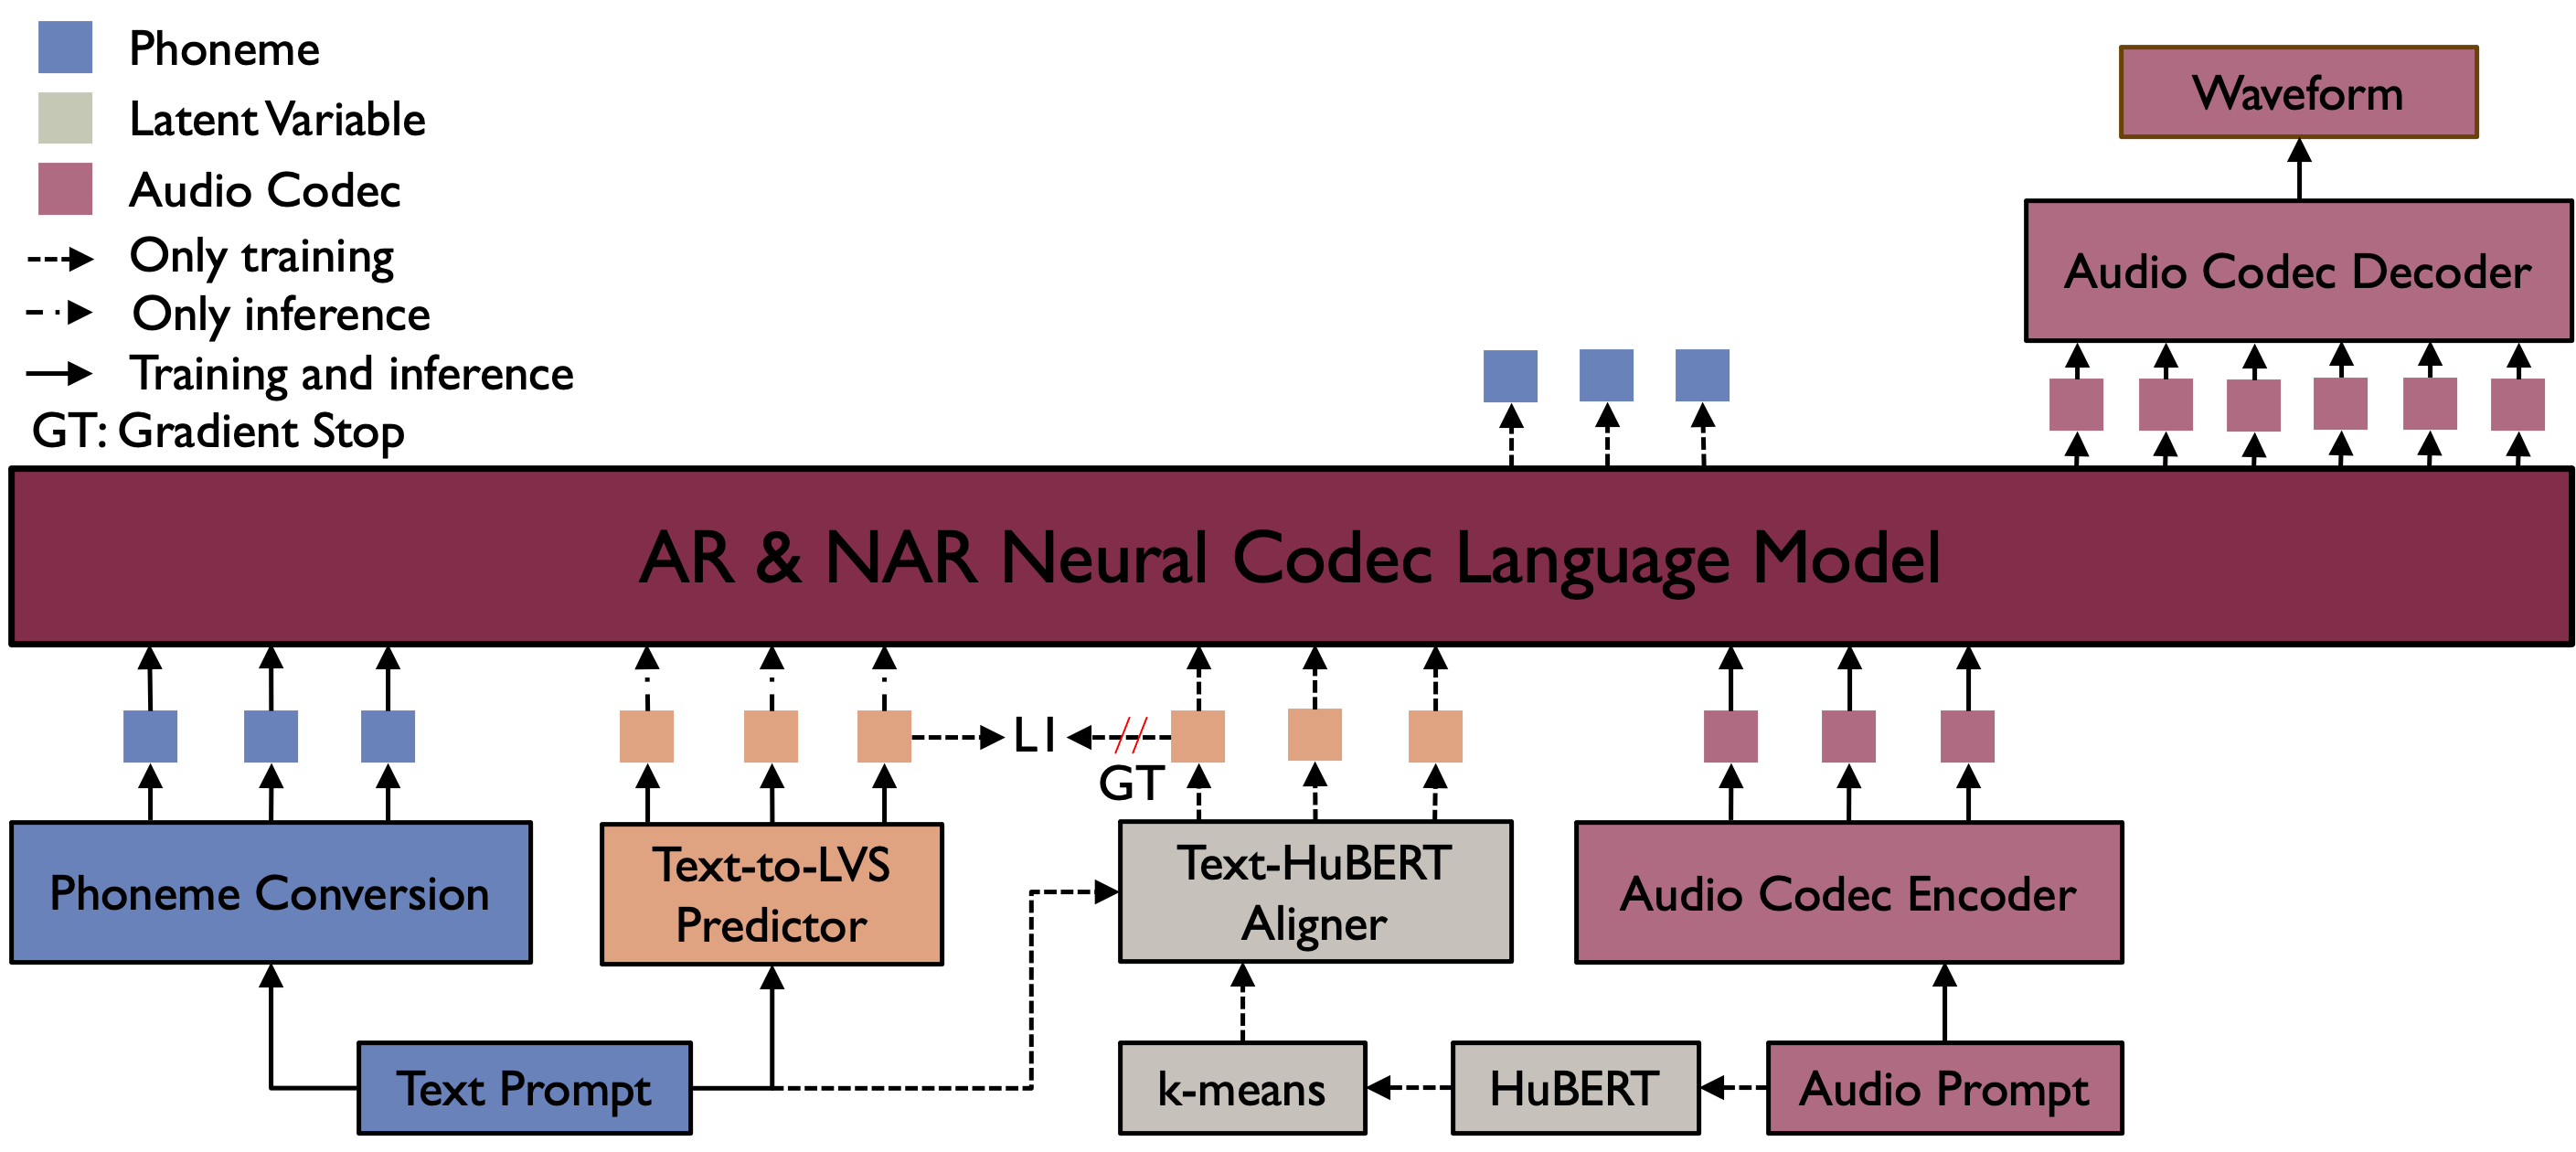 Phoneme
Latent Variable
Audio Codec
Only training
Only inference
Training and inference
GT: Gradient Stop
Waveform
Audio Codec Decoder
AR & NAR Neural Codec Language Model
L1
GT
Phoneme Conversion
Text-to-LVS
Predictor
Text-HuBERT
Aligner
Audio Codec Encoder
Text Prompt
k-means
HuBERT
Audio Prompt